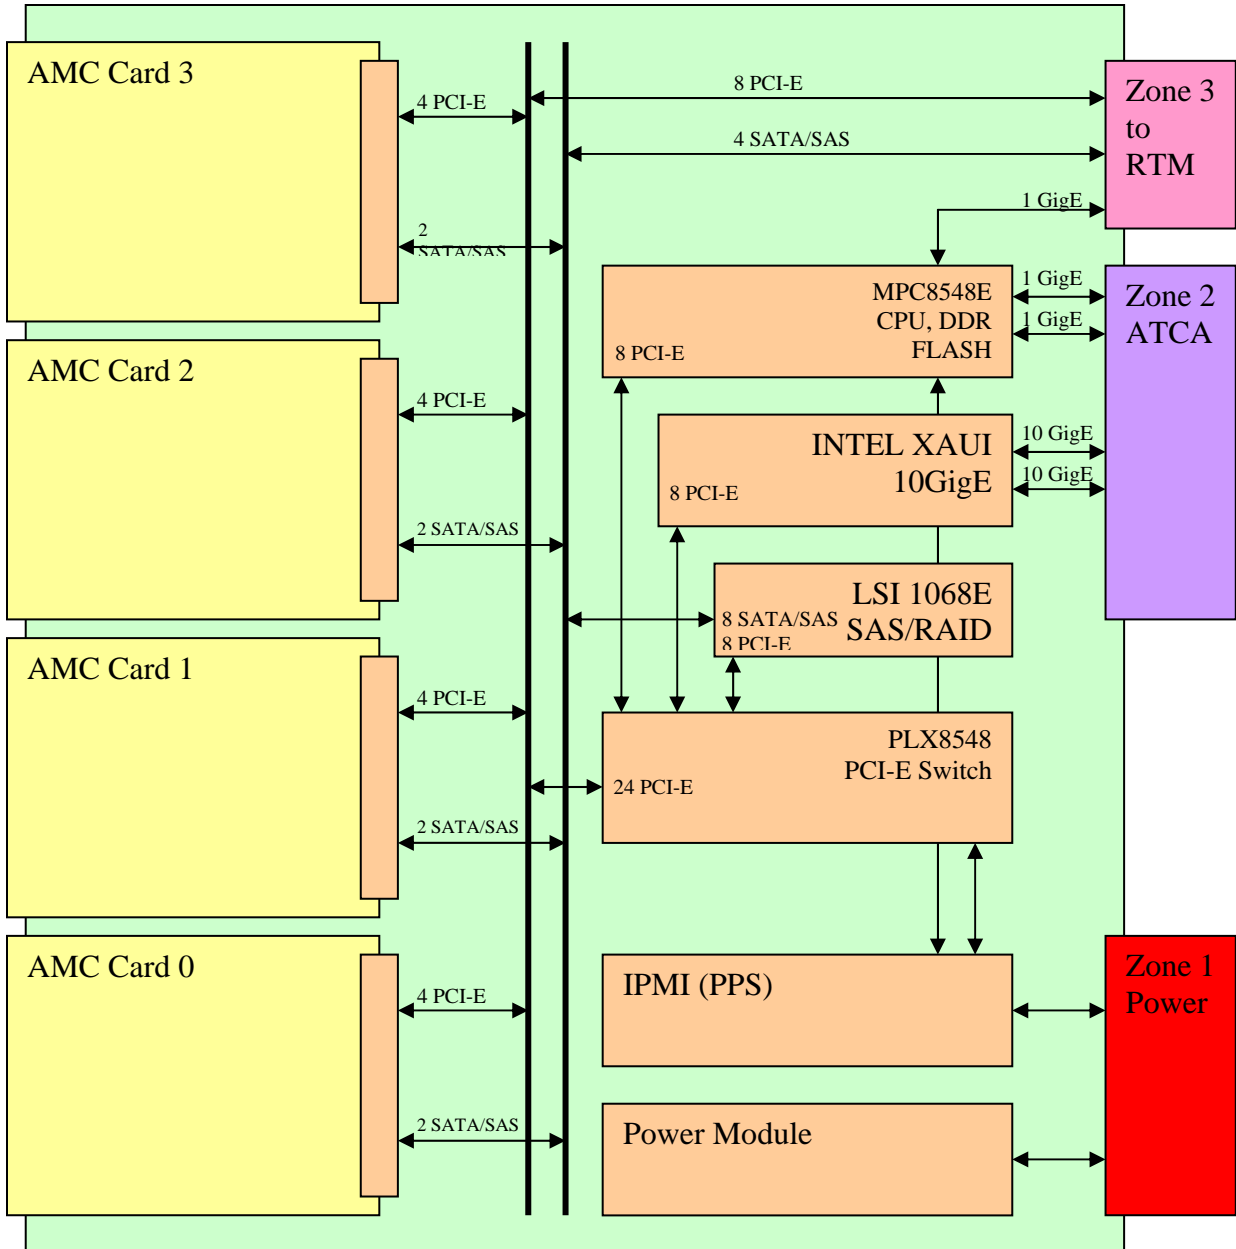 AMC Card 3
4 PCI-E
2
SATA/SAS
8 PCI-E
4 SATA/SAS
1 GigE
Zone 3
to
RTM
MPC8548E
CPU, DDR
FLASH
8 PCI-E
1 GigE
1 GigE
Zone 2
ATCA
AMC Card 2
4 PCI-E
2 SATA/SAS
INTEL XAUI
10GigE
8 PCI-E
10 GigE
10 GigE
LSI 1068E
SAS/RAID
8 SATA/SAS
8 PCI-E
AMC Card 1
4 PCI-E
2 SATA/SAS
PLX8548
PCI-E Switch
24 PCI-E
AMC Card 0
4 PCI-E
2 SATA/SAS
IPMI (PPS)
Zone 1
Power
Power Module